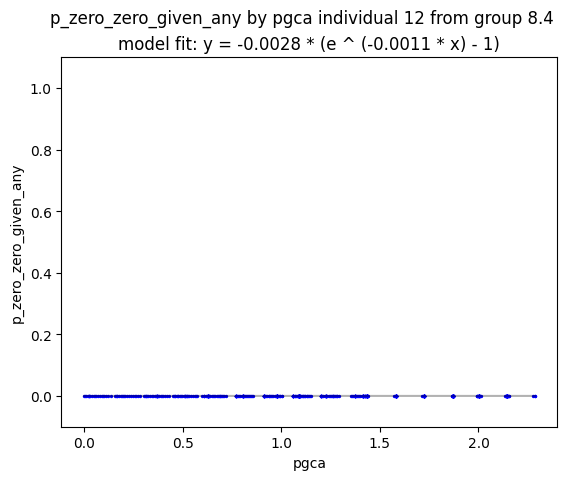 p_zero_zero_given_any by pgca individual 12 from group 8.4
model fit: y = -0.0028 * (e ^ (-0.0011 * x) - 1)
1.0
0.8
0.6
0.4
0.2
0.0
p_zero_zero_given_any
0.0 0.5 1.0 1.5 2.0
pgca